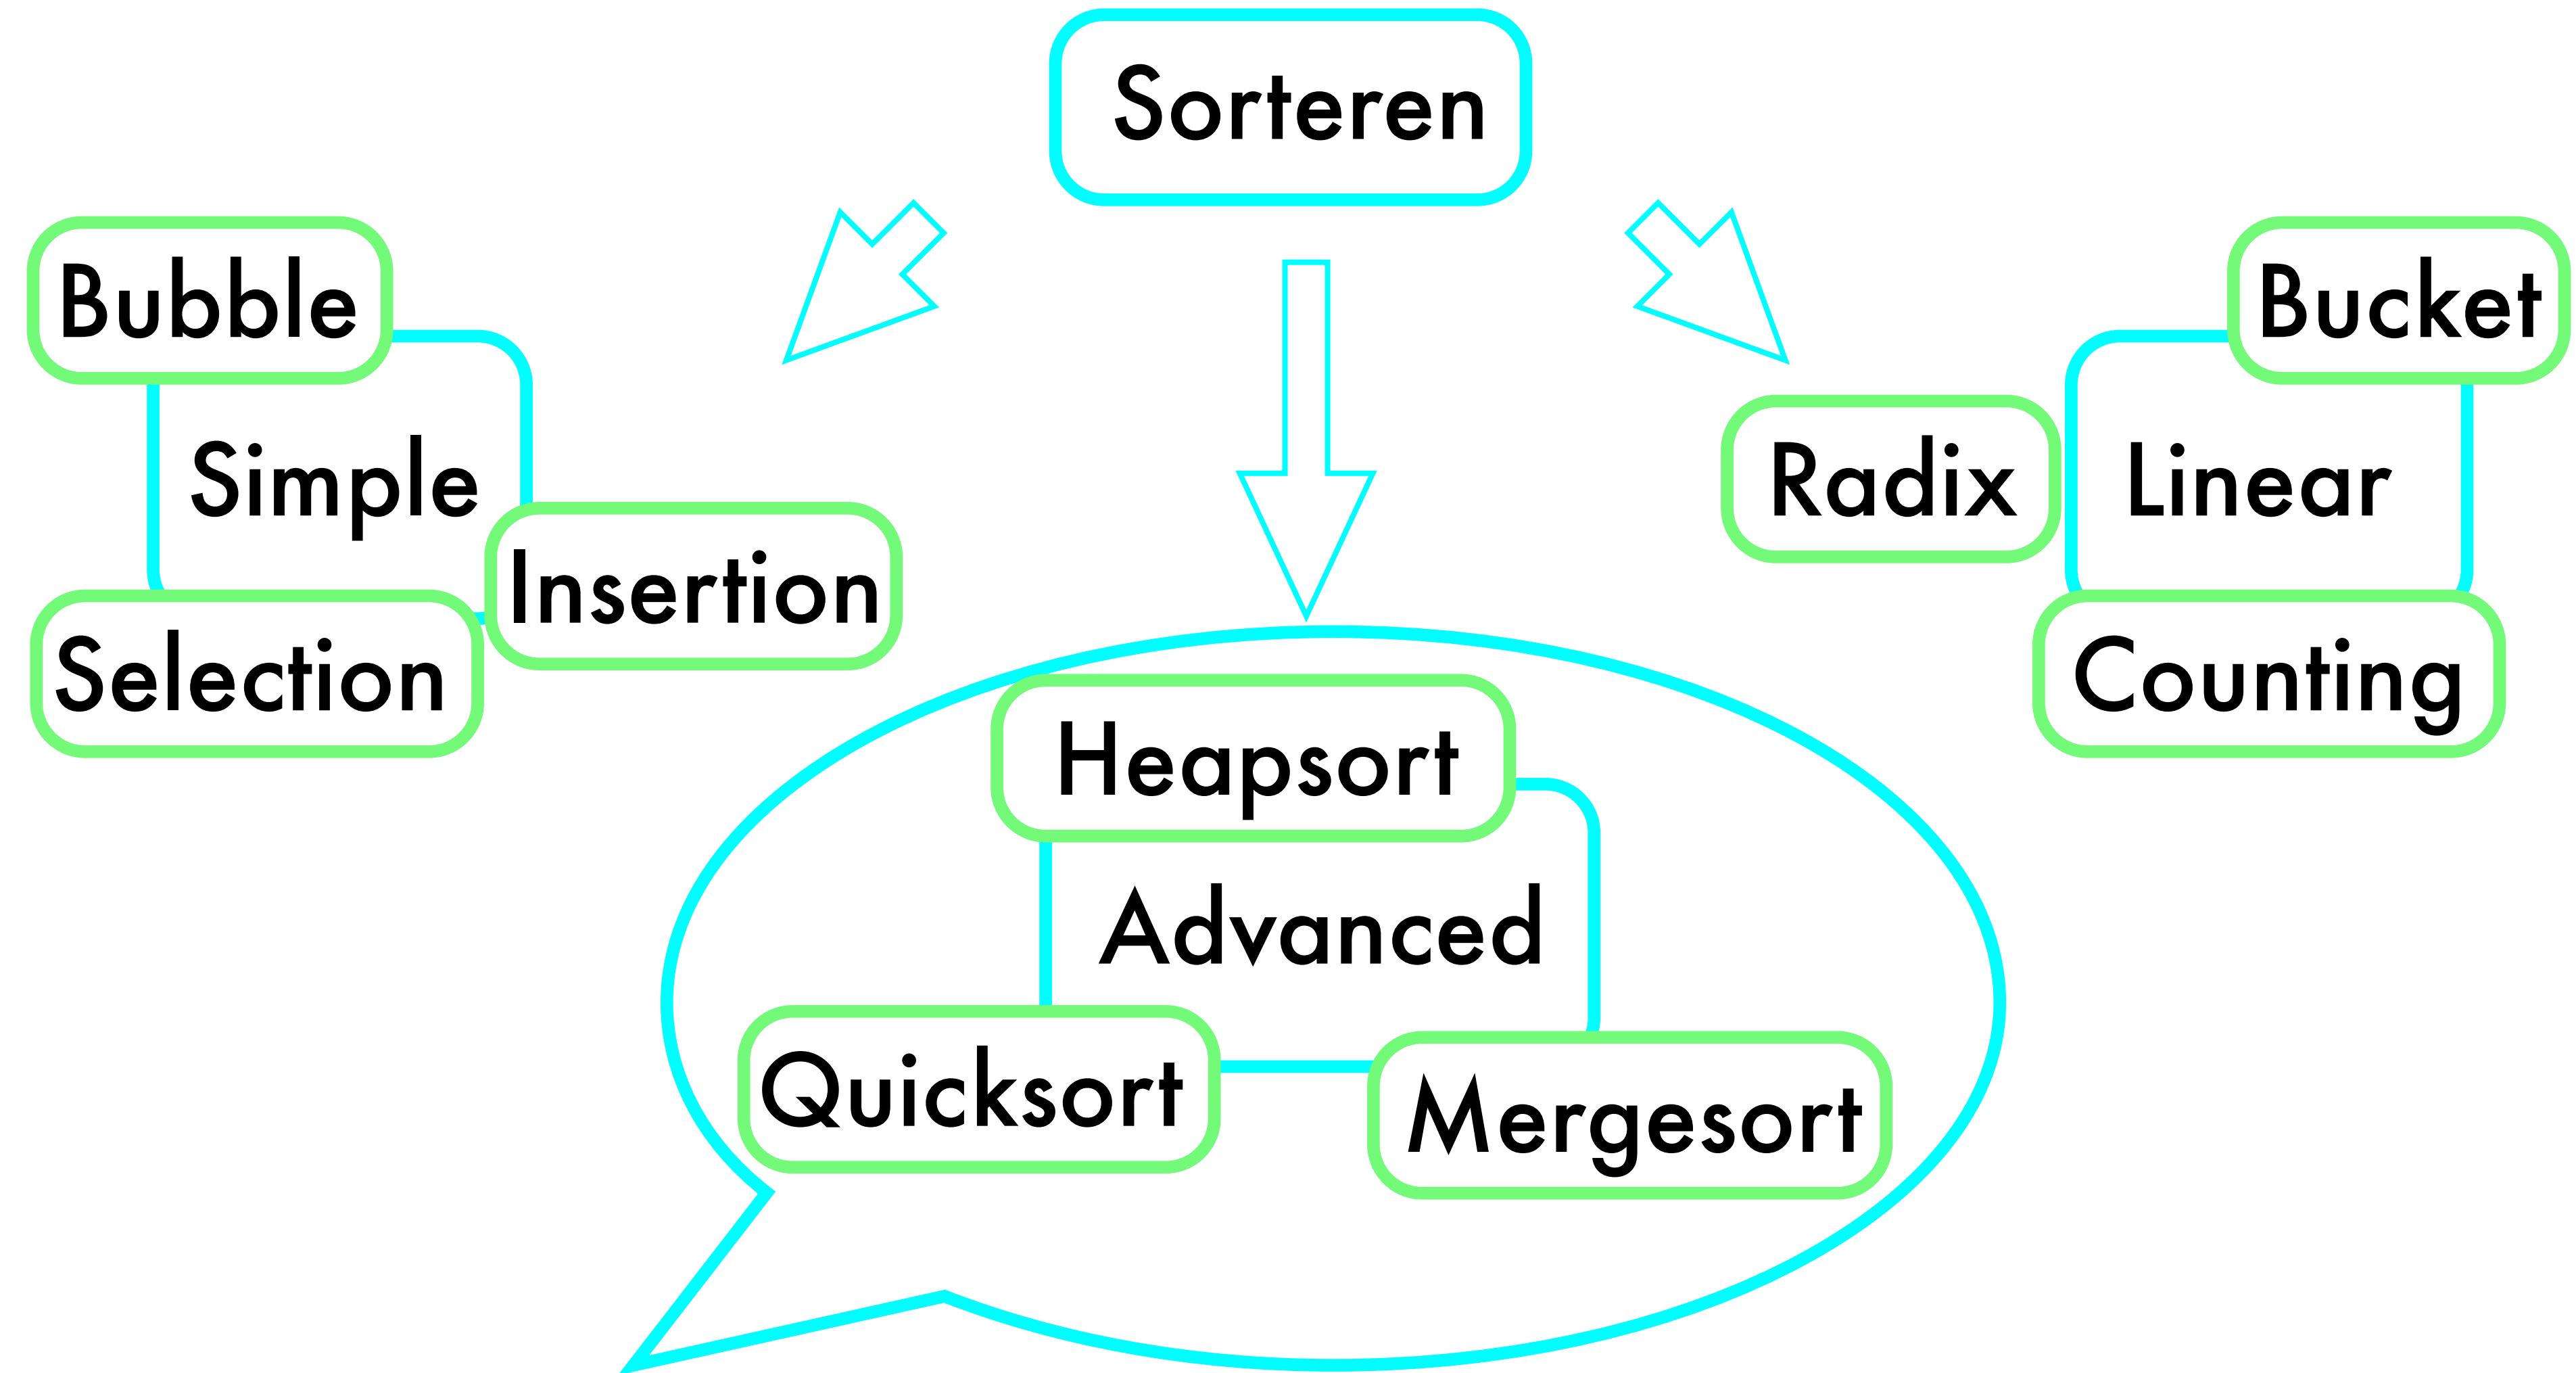 Sorteren
Bubble
Simple
Insertion
Selection
Bucket
Radix
Linear
Counting
Heapsort
Advanced
Quicksort
Mergesort